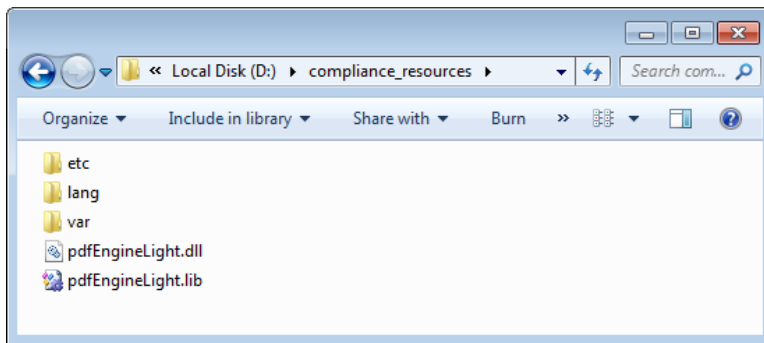 « Local Disk (D:) ▸ compliance_resources ▸ Search com...
Organize Include in library Share with Burn »
etc
lang
var
pdfEngineLight.dll
pdfEngineLight.lib